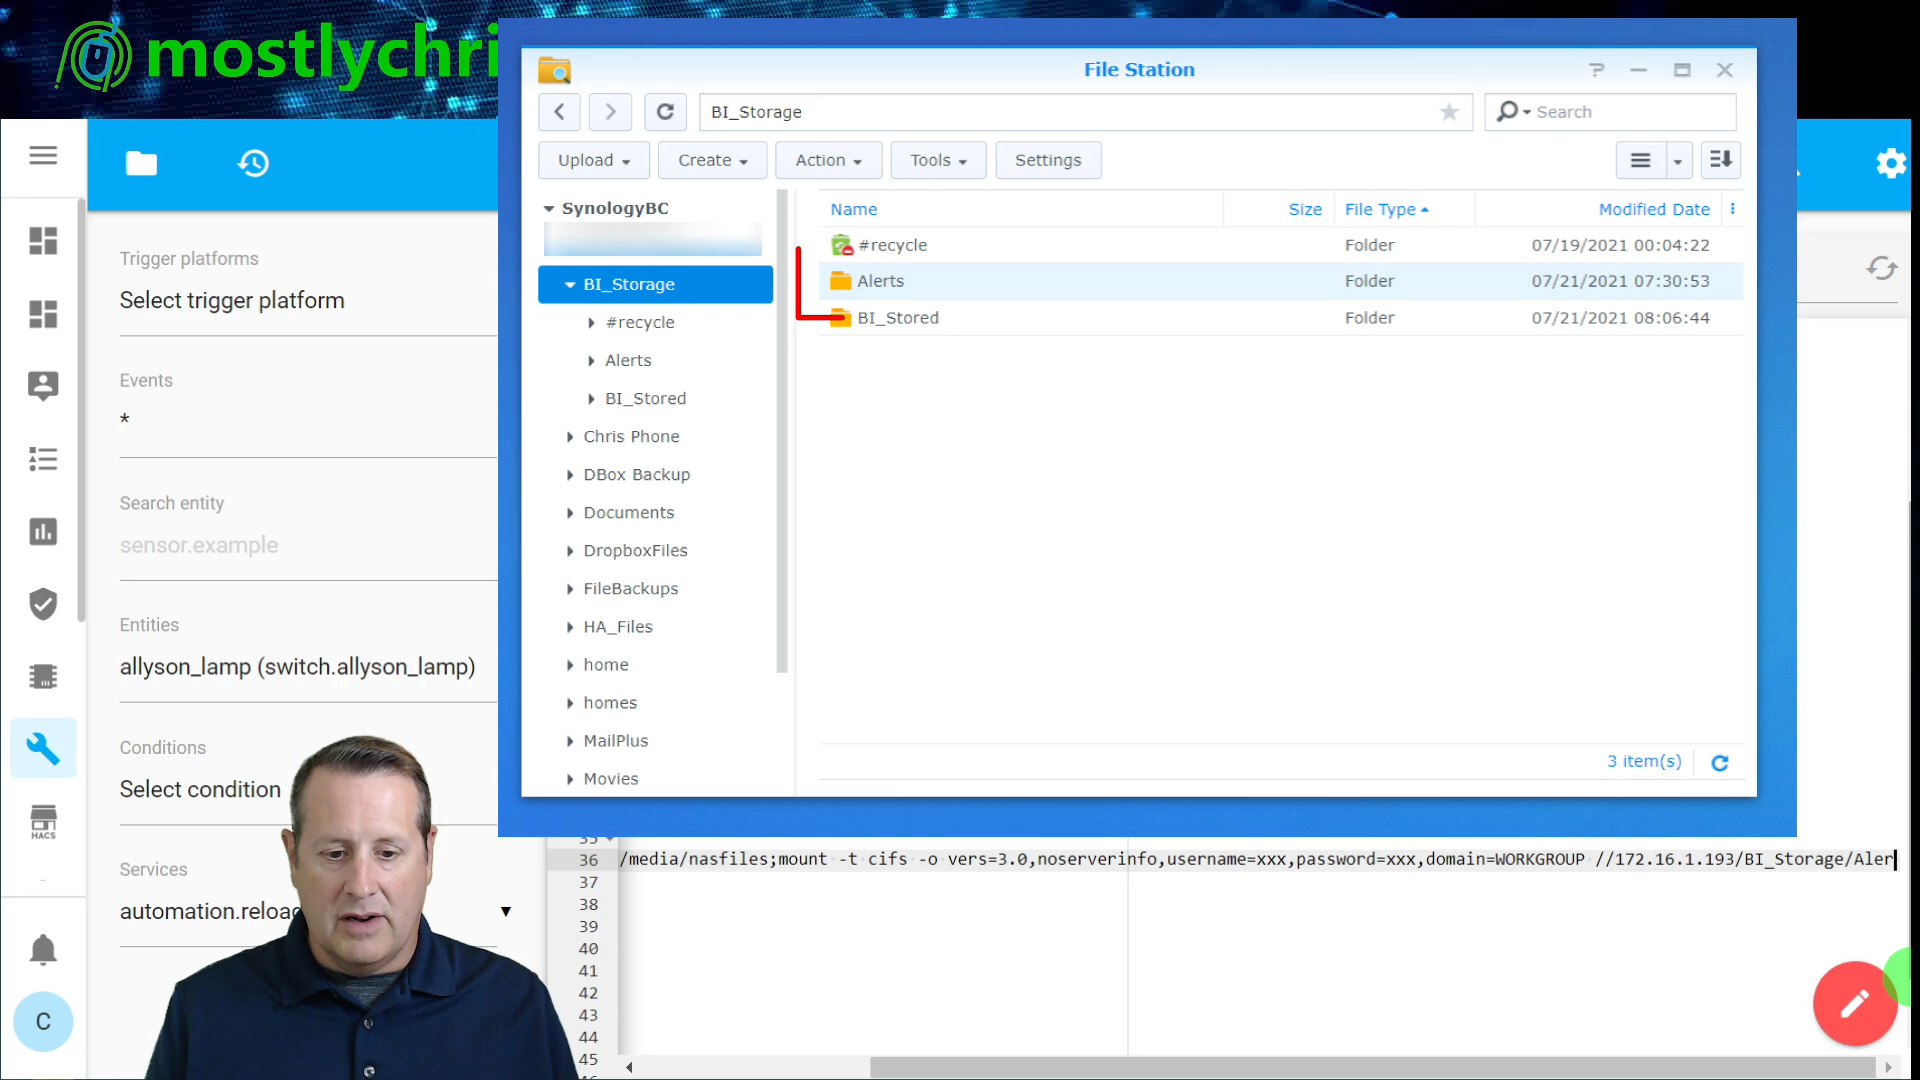 mostlychri
File Station
BI_Storage
Search
Upload
Create
Action
Tools
Settings
SynologyBC
BI_Storage
#recycle
Alerts
BI_Stored
Chris Phone
DBox Backup
Documents
DropboxFiles
FileBackups
HA_Files
home
homes
MailPlus
Movies
Name Size File Type Modified Date
#recycle Folder 07/19/2021 00:04:22
Alerts Folder 07/21/2021 07:30:53
BI_Stored Folder 07/21/2021 08:06:44
3 item(s)
Trigger platforms
Select trigger platform
Events
*
Search entity
sensor.example
Entities
allyson_lamp (switch.allyson_lamp)
Conditions
Select condition
Services
automation.reloa
HACS
C
35
36 /media/nasfiles;mount -t cifs -o vers=3.0,noserverinfo,username=xxx,password=xxx,domain=WORKGROUP //172.16.1.193/BI_Storage/Aler
37
38
39
40
41
42
43
44
45